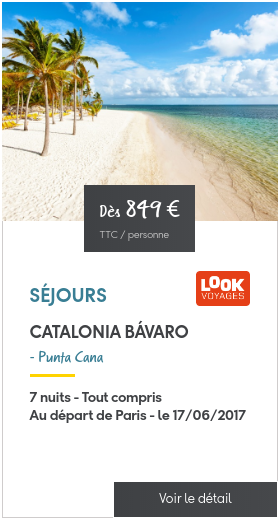 Dès 849 €
TTC / personne
LOOK
VOYAGES
SÉJOURS
CATALONIA BÁVARO
- Punta Cana
7 nuits - Tout compris
Au départ de Paris - le 17/06/2017
Voir le détail